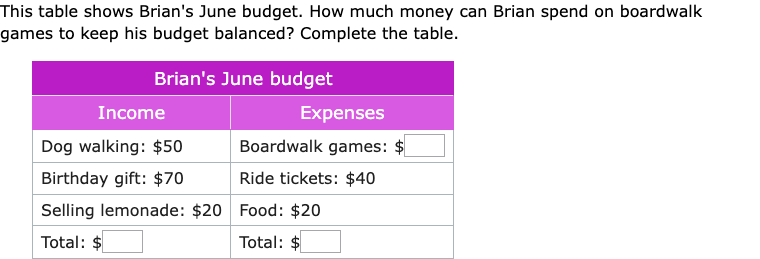 This table shows Brian's June budget. How much money can Brian spend on boardwalk
games to keep his budget balanced? Complete the table.
Brian's June budget
Income Expenses
Dog walking: $50 Boardwalk games: $
Birthday gift: $70 Ride tickets: $40
Selling lemonade: $20 Food: $20
Total: $ Total: $